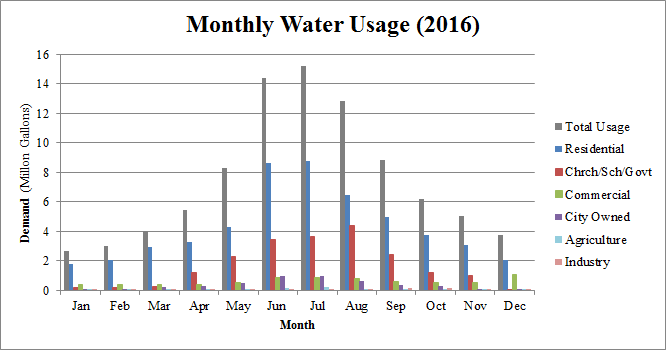 Monthly Water Usage (2016)
16
14
12
10
8
6
4
2
0
Demand (Millon Gallons)
Jan Feb Mar Apr May Jun Jul Aug Sep Oct Nov Dec
Month
Total Usage
Residential
Chrch/Sch/Govt
Commercial
City Owned
Agriculture
Industry